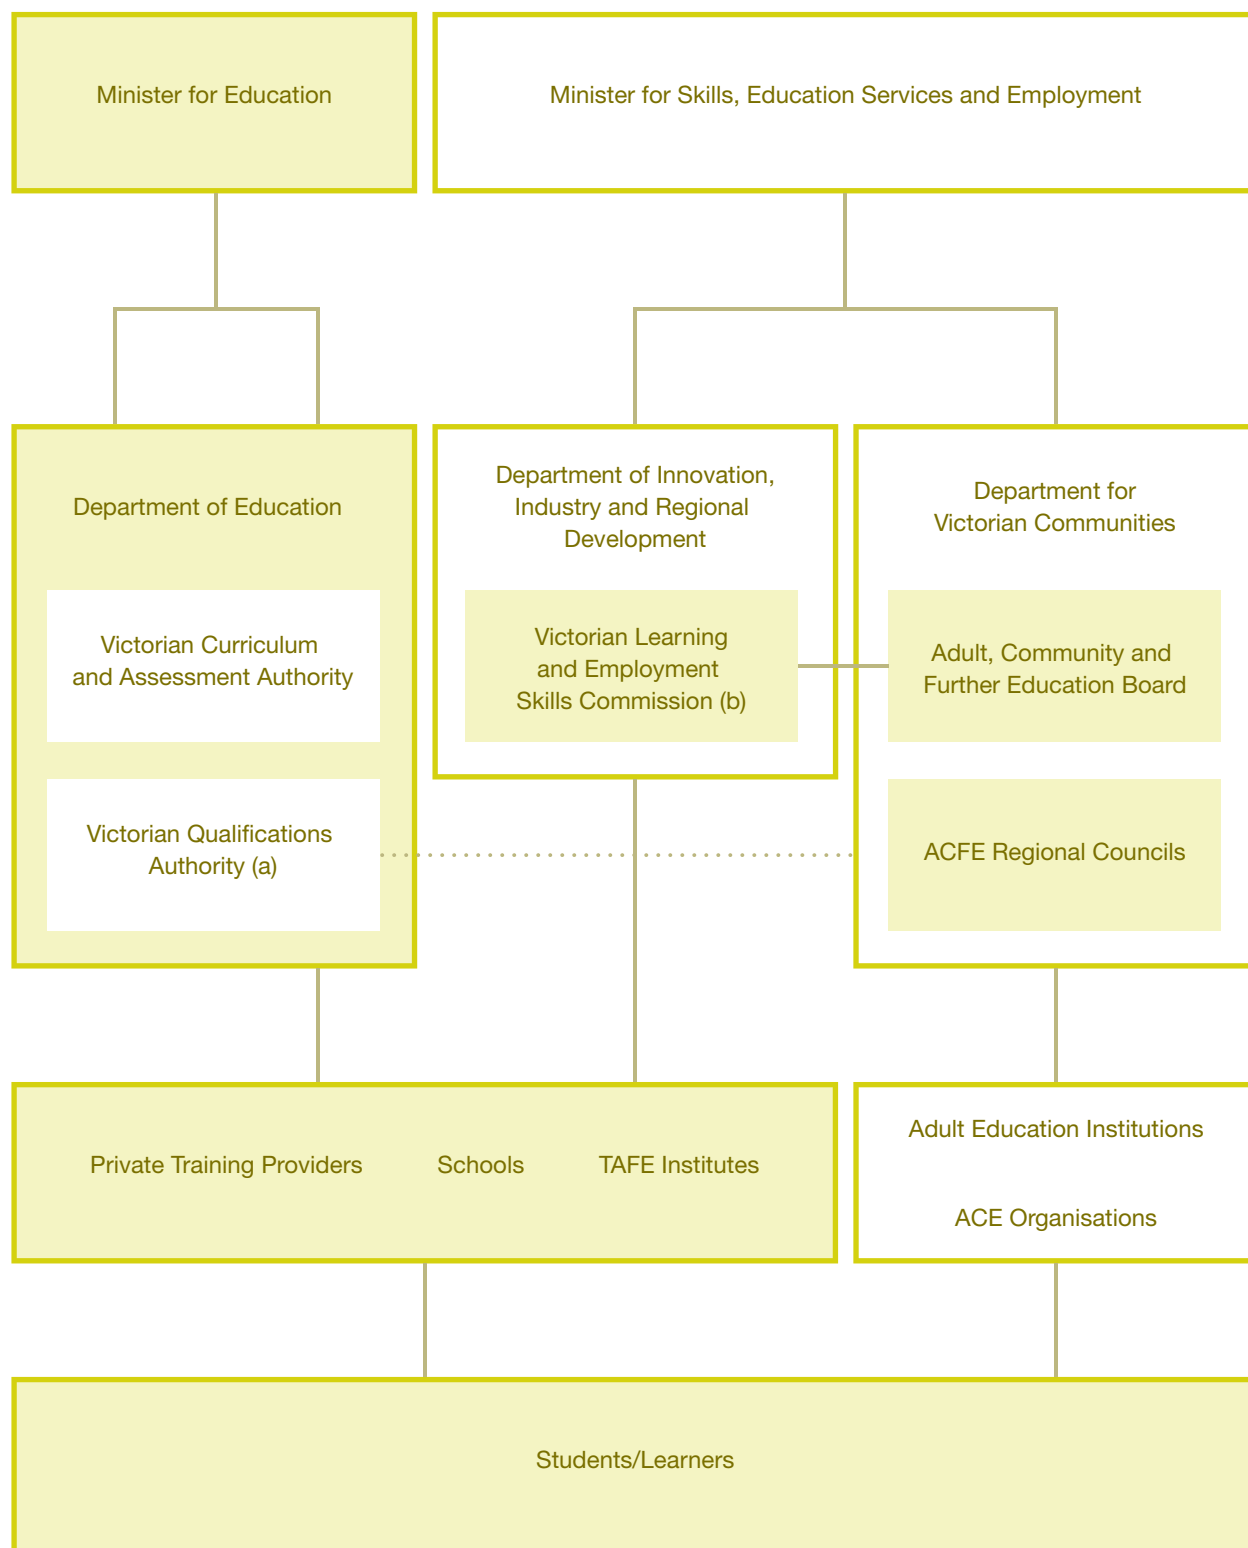 Minister for Education
Minister for Skills, Education Services and Employment
Department of Education
Victorian Curriculum
and Assessment Authority
Victorian Qualifications
Authority (a)
Department of Innovation,
Industry and Regional
Development
Victorian Learning
and Employment
Skills Commission (b)
Department for
Victorian Communities
Adult, Community and
Further Education Board
ACFE Regional Councils
Private Training Providers
Schools
TAFE Institutes
Adult Education Institutions
ACE Organisations
Students/Learners